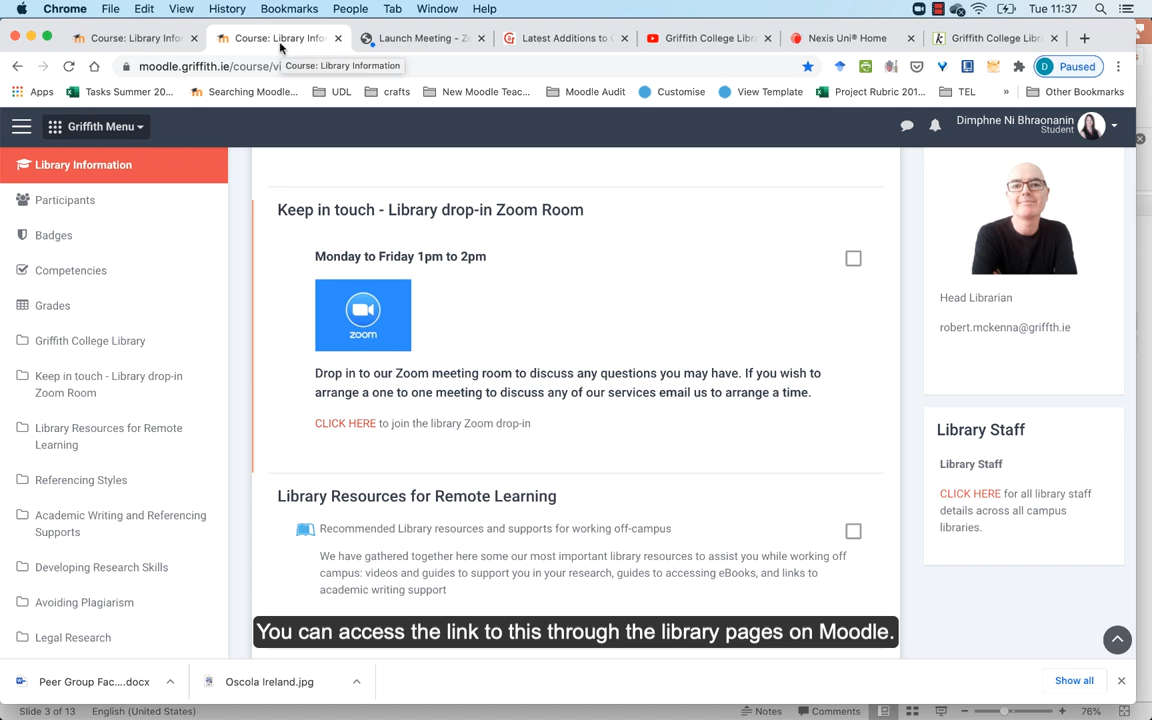 Chrome File Edit View History Bookmarks People Tab Window Help Tue 11:37
Course: Library Infor Course: Library Infor Launch Meeting - Z Latest Additions to Griffith College Libr Nexis Uni® Home Griffith College Libr
moodle.griffith.ie/course/vi Paused
D
Course: Library Information
Apps Tasks Summer 20... Searching Moodle... UDL crafts New Moodle Teac... Moodle Audit Customise View Template Project Rubric 201... TEL » Other Bookmarks
Griffith Menu
Dimphne Ni Bhraonanin
Student
Library Information
Participants
Badges
Competencies
Grades
Griffith College Library
Keep in touch - Library drop-in
Zoom Room
Library Resources for Remote
Learning
Referencing Styles
Academic Writing and Referencing
Supports
Developing Research Skills
Avoiding Plagiarism
Legal Research
Keep in touch - Library drop-in Zoom Room
Monday to Friday 1pm to 2pm
zoom
Drop in to our Zoom meeting room to discuss any questions you may have. If you wish to
arrange a one to one meeting to discuss any of our services email us to arrange a time.
CLICK HERE to join the library Zoom drop-in
Library Resources for Remote Learning
Recommended Library resources and supports for working off-campus
We have gathered together here some our most important library resources to assist you while working off
campus: videos and guides to support you in your research, guides to accessing eBooks, and links to
academic writing support
You can access the link to this through the library pages on Moodle.
Head Librarian
robert.mckenna@griffth.ie
Library Staff
Library Staff
CLICK HERE for all library staff
details across all campus
libraries.
Peer Group Fac....docx Oscola Ireland.jpg Show all
Slide 3 of 13 English (United States) Notes Comments 76%